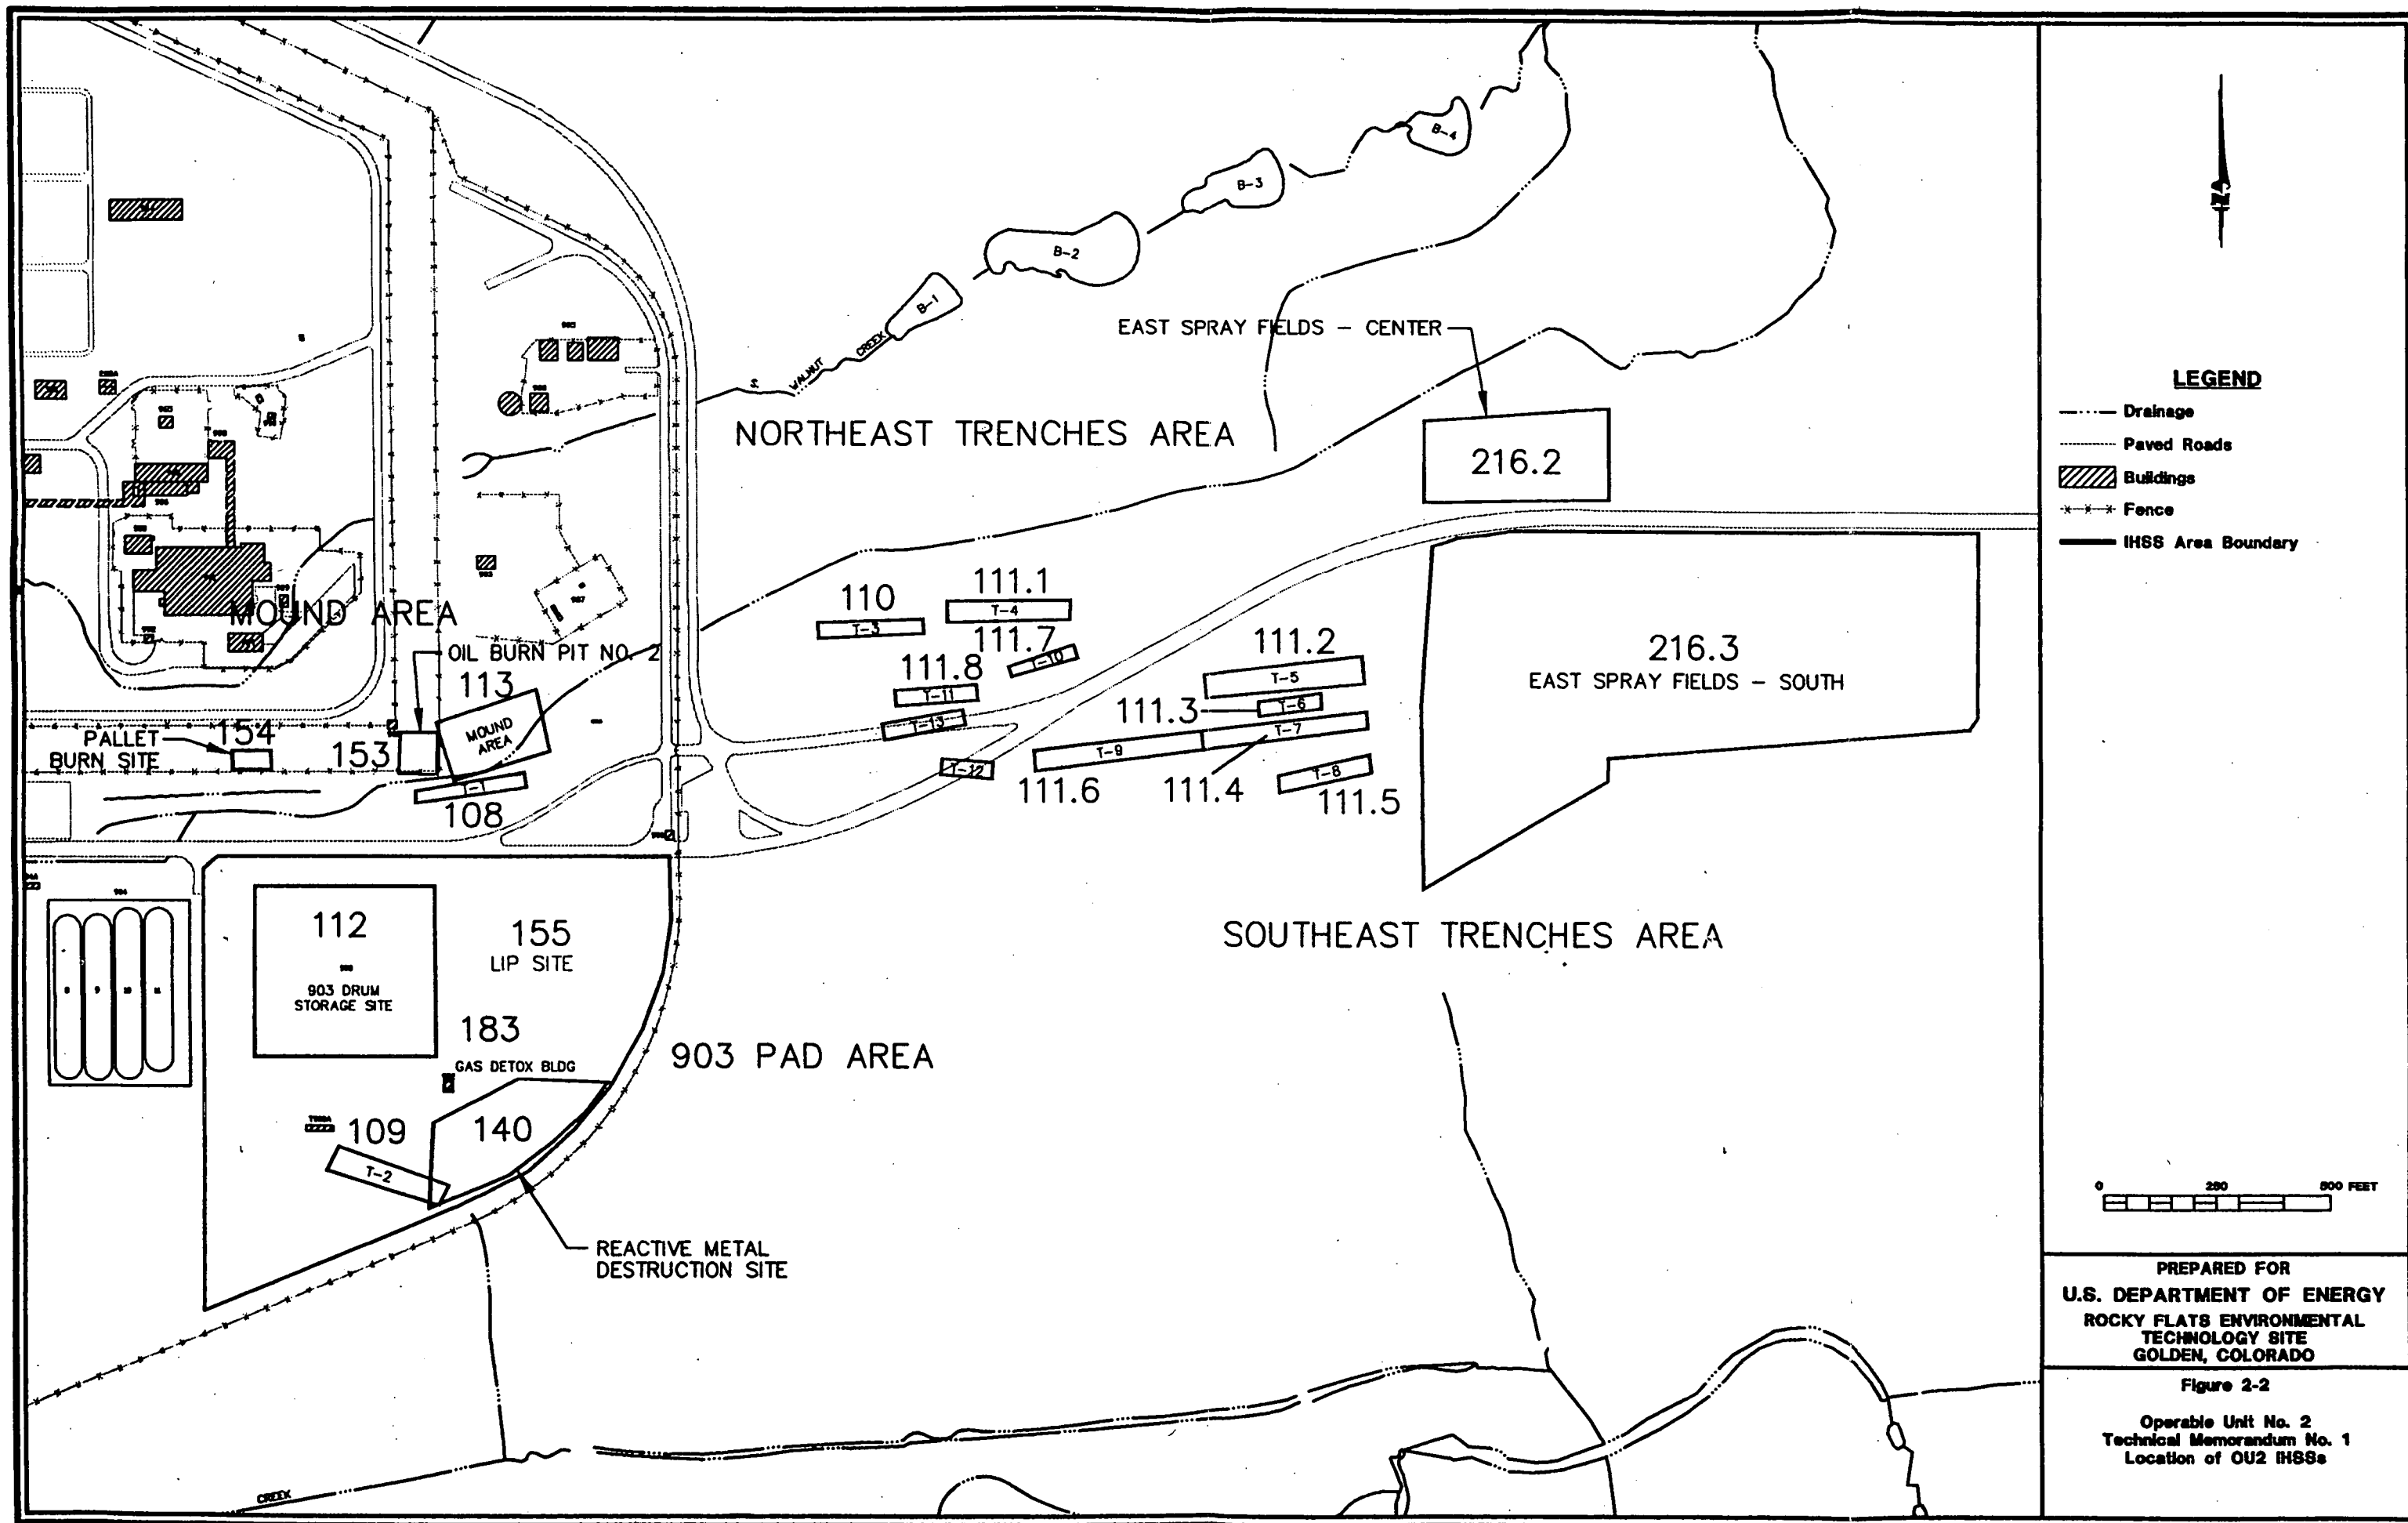 B-4
B-3
B-2
B-1
S. WALNUT CREEK
EAST SPRAY FIELDS - CENTER
NORTHEAST TRENCHES AREA
216.2
MOUND AREA
OIL BURN PIT NO. 2
113
MOUND
AREA
110
T-3
111.1
T-4
111.7
T-10
111.8
T-11
T-13
T-12
111.2
T-5
111.3
T-6
T-7
T-9
111.6
111.4
T-8
111.5
216.3
EAST SPRAY FIELDS - SOUTH
PALLET
BURN SITE
154
153
T-1
108
112
903 DRUM
STORAGE SITE
155
LIP SITE
183
GAS DETOX BLDG
903 PAD AREA
SOUTHEAST TRENCHES AREA
109
T-2
140
REACTIVE METAL
DESTRUCTION SITE
CREEK
N
LEGEND
Drainage
Paved Roads
Buildings
Fence
IHSS Area Boundary
0 250 500 FEET
PREPARED FOR
U.S. DEPARTMENT OF ENERGY
ROCKY FLATS ENVIRONMENTAL
TECHNOLOGY SITE
GOLDEN, COLORADO
Figure 2-2
Operable Unit No. 2
Technical Memorandum No. 1
Location of OU2 IHSSs